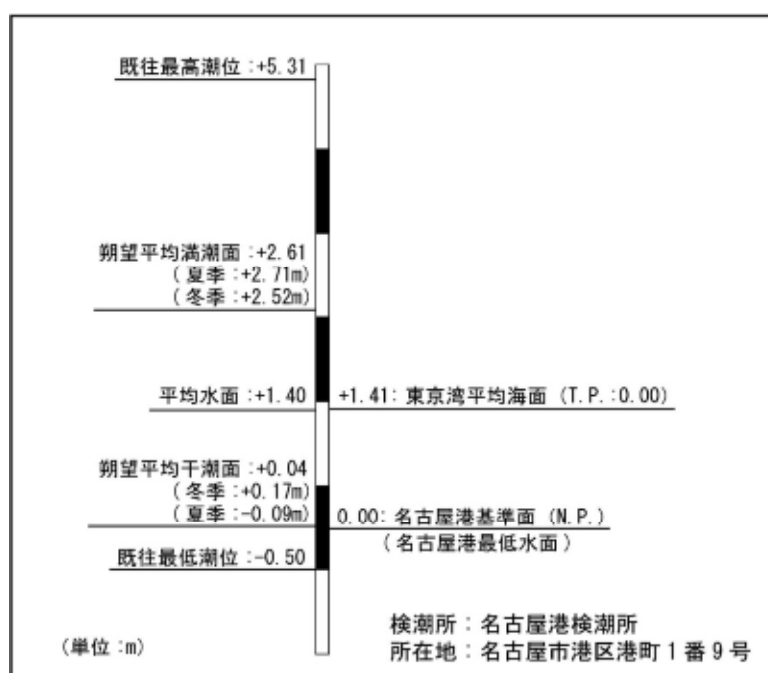 既往最高潮位:+5.31
朔望平均満潮面:+2.61
(夏季:+2.71m)
(冬季:+2.52m)
平均水面:+1.40
+1.41:東京湾平均海面(T.P.:0.00)
朔望平均干潮面:+0.04
(冬季:+0.17m)
(夏季:-0.09m)
0.00:名古屋港基準面(N.P.)
(名古屋港最低水面)
既往最低潮位:-0.50
(単位:m)
検潮所:名古屋港検潮所
所在地:名古屋市港区港町1番9号